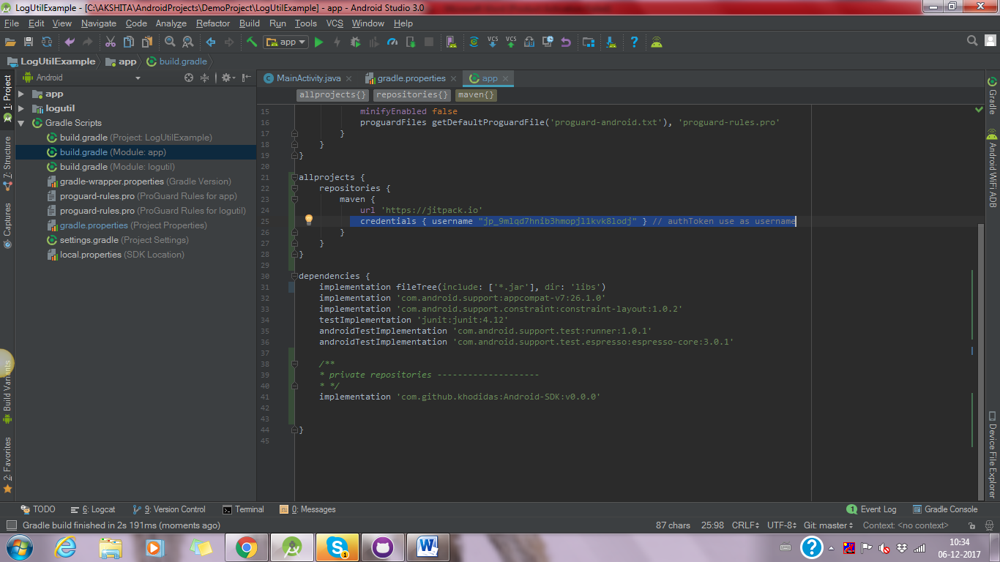 LogUtilExample - [C:\AKSHITA\AndroidProjects\DemoProject\LogUtilExample] - app - Android Studio 3.0
File Edit View Navigate Code Analyze Refactor Build Run Tools VCS Window Help
app
VCS VCS
LogUtilExample app build.gradle
Android
MainActivity.java gradle.properties app
1: Project
7: Structure
Captures
Build Variants
2: Favorites
app
logutil
Gradle Scripts
build.gradle (Project: LogUtilExample)
build.gradle (Module: app)
build.gradle (Module: logutil)
gradle-wrapper.properties (Gradle Version)
proguard-rules.pro (ProGuard Rules for app)
proguard-rules.pro (ProGuard Rules for logutil)
gradle.properties (Project Properties)
settings.gradle (Project Settings)
local.properties (SDK Location)
allprojects{} repositories{} maven{}
15 minifyEnabled false
16 proguardFiles getDefaultProguardFile('proguard-android.txt'), 'proguard-rules.pro'
17 }
18 }
19 }
20
21 allprojects {
22 repositories {
23 maven {
24 url 'https://jitpack.io'
25 credentials { username "jp_9mlqd7hnib3hmopjl1kvk8lodj" } // authToken use as username
26 }
27 }
28 }
29
30 dependencies {
31 implementation fileTree(include: ['*.jar'], dir: 'libs')
32 implementation 'com.android.support:appcompat-v7:26.1.0'
33 implementation 'com.android.support.constraint:constraint-layout:1.0.2'
34 testImplementation 'junit:junit:4.12'
35 androidTestImplementation 'com.android.support.test:runner:1.0.1'
36 androidTestImplementation 'com.android.support.test.espresso:espresso-core:3.0.1'
37
38 /**
39 * private repositories --------------------
40 * */
41 implementation 'com.github.khodidas:Android-SDK:v0.0.0'
42
43
44 }
45
Gradle
Android WiFi ADB
Device File Explorer
TODO 6: Logcat 9: Version Control Terminal 0: Messages 1 Event Log Gradle Console
Gradle build finished in 2s 191ms (moments ago) 87 chars 25:98 CRLF UTF-8 Git: master Context: <no context>
1
10:34
06-12-2017